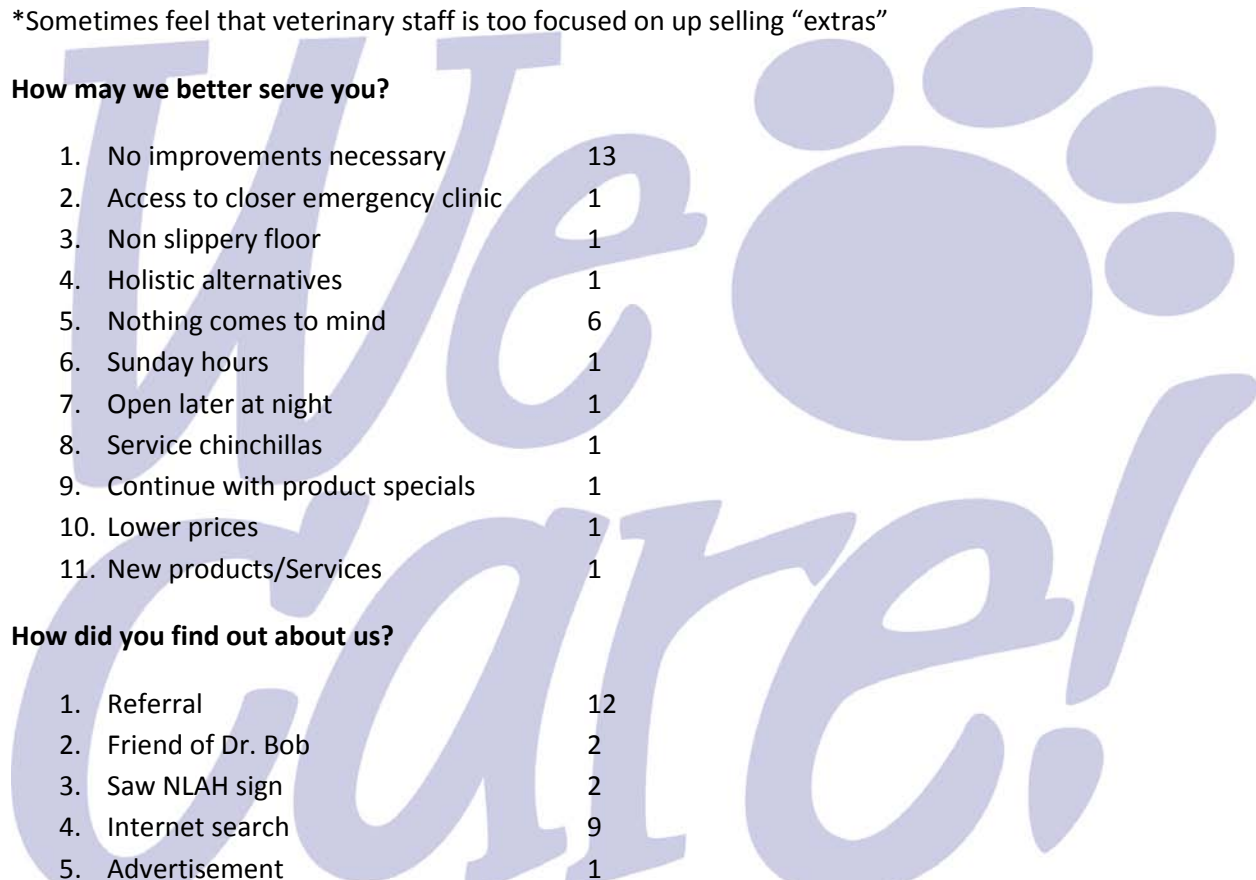 *Sometimes feel that veterinary staff is too focused on up selling “extras”
How may we better serve you?
1. No improvements necessary 13
2. Access to closer emergency clinic 1
3. Non slippery floor 1
4. Holistic alternatives 1
5. Nothing comes to mind 6
6. Sunday hours 1
7. Open later at night 1
8. Service chinchillas 1
9. Continue with product specials 1
10. Lower prices 1
11. New products/Services 1
How did you find out about us?
1. Referral 12
2. Friend of Dr. Bob 2
3. Saw NLAH sign 2
4. Internet search 9
5. Advertisement 1
We
Care!